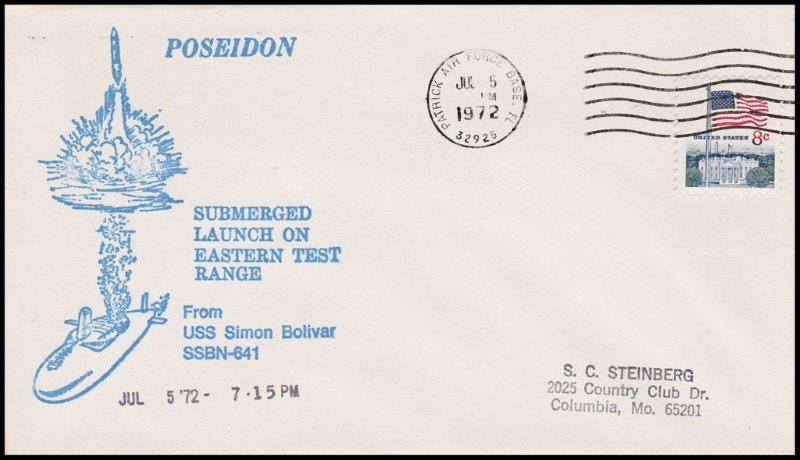 POSEIDON
PATRICK AIR FORCE BASE, FL
JUL 5
PM
1972
32925
UNITED STATES 8c
SUBMERGED
LAUNCH ON
EASTERN TEST
RANGE
From
USS Simon Bolivar
SSBN-641
JUL 5 '72 - 7.15 PM
S. C. STEINBERG
2025 Country Club Dr.
Columbia, Mo. 65201